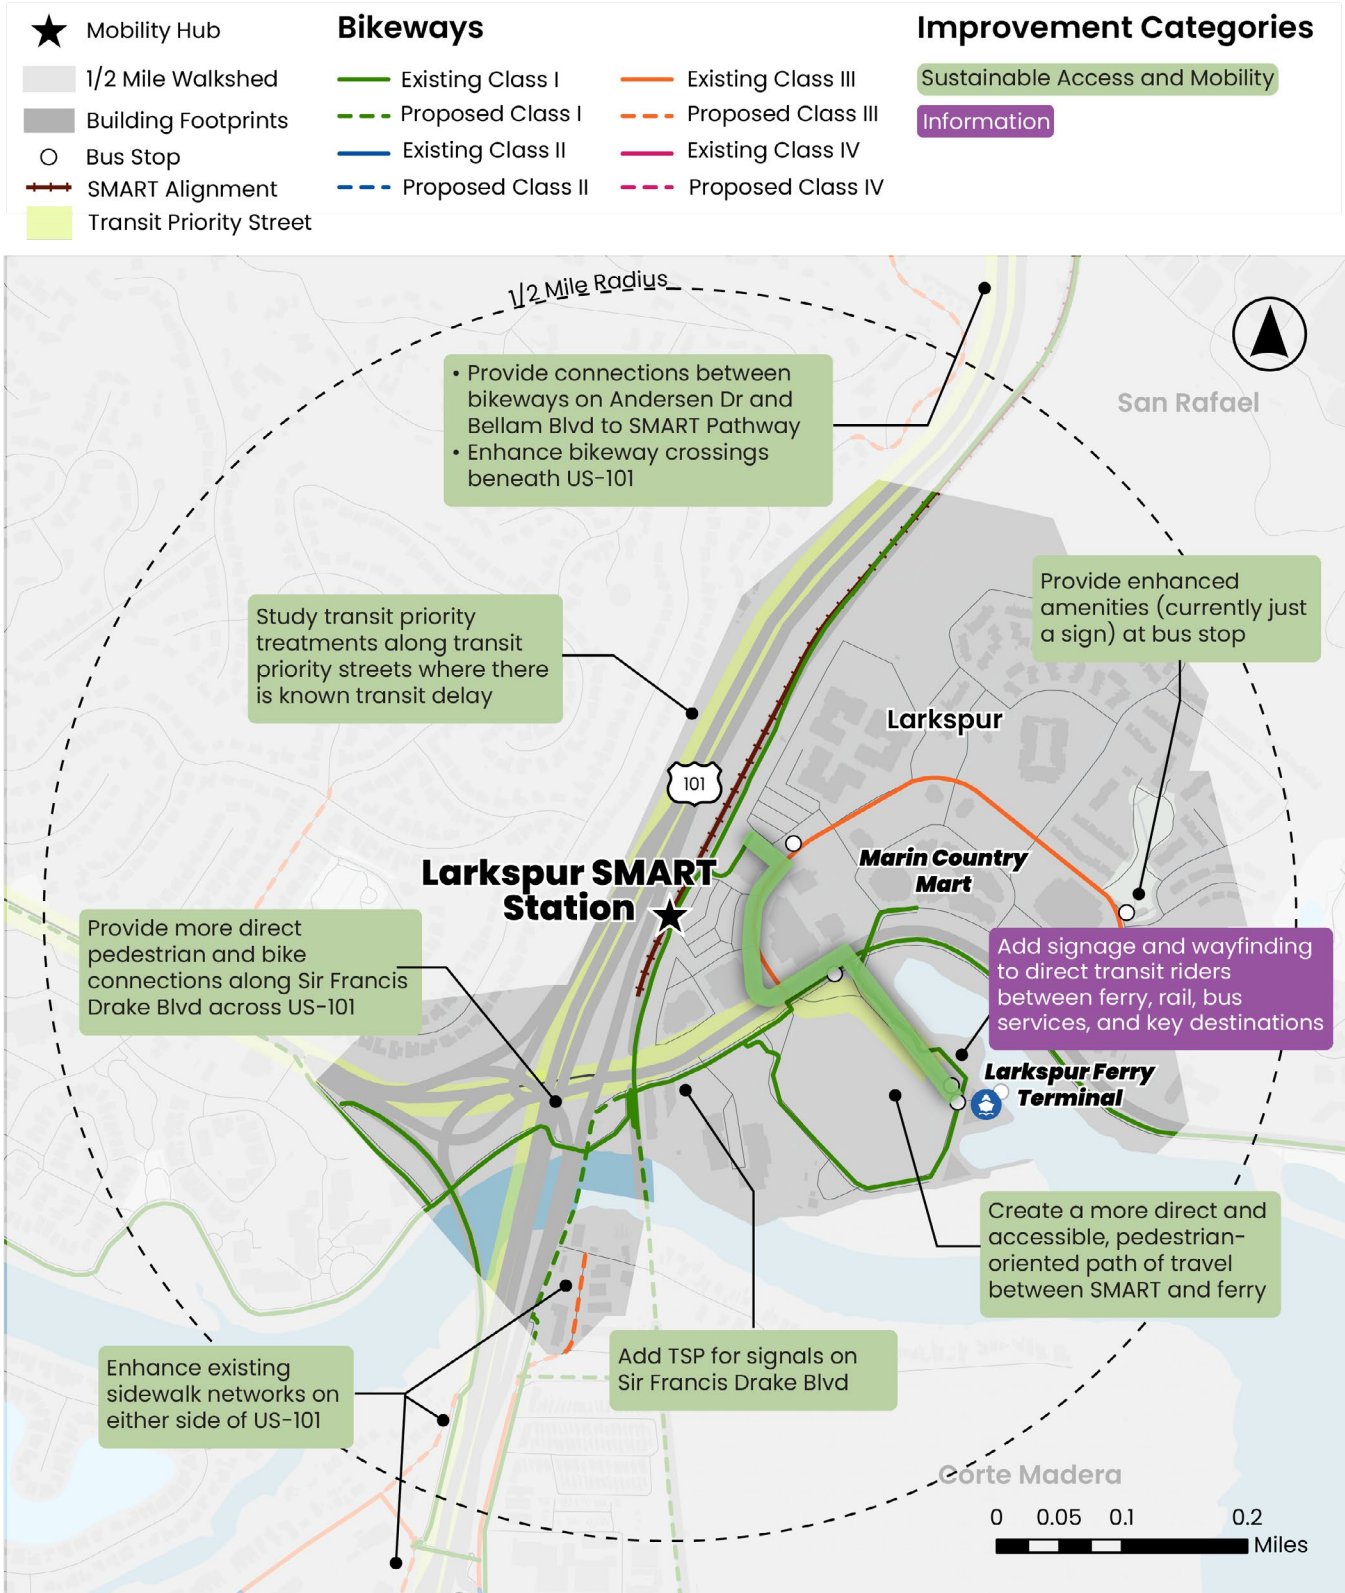 Mobility Hub
1/2 Mile Walkshed
Building Footprints
Bus Stop
SMART Alignment
Transit Priority Street
Bikeways
Existing Class I
Proposed Class I
Existing Class II
Proposed Class II
Existing Class III
Proposed Class III
Existing Class IV
Proposed Class IV
Improvement Categories
Sustainable Access and Mobility
Information
1/2 Mile Radius
• Provide connections between
bikeways on Andersen Dr and
Bellam Blvd to SMART Pathway
• Enhance bikeway crossings
beneath US-101
San Rafael
Provide enhanced
amenities (currently just
a sign) at bus stop
Study transit priority
treatments along transit
priority streets where there
is known transit delay
Larkspur
101
Marin Country
Mart
Larkspur SMART
Station
Provide more direct
pedestrian and bike
connections along Sir Francis
Drake Blvd across US-101
Add signage and wayfinding
to direct transit riders
between ferry, rail, bus
services, and key destinations
Larkspur Ferry
Terminal
Create a more direct and
accessible, pedestrian-
oriented path of travel
between SMART and ferry
Enhance existing
sidewalk networks on
either side of US-101
Add TSP for signals on
Sir Francis Drake Blvd
Corte Madera
0 0.05 0.1 0.2
Miles